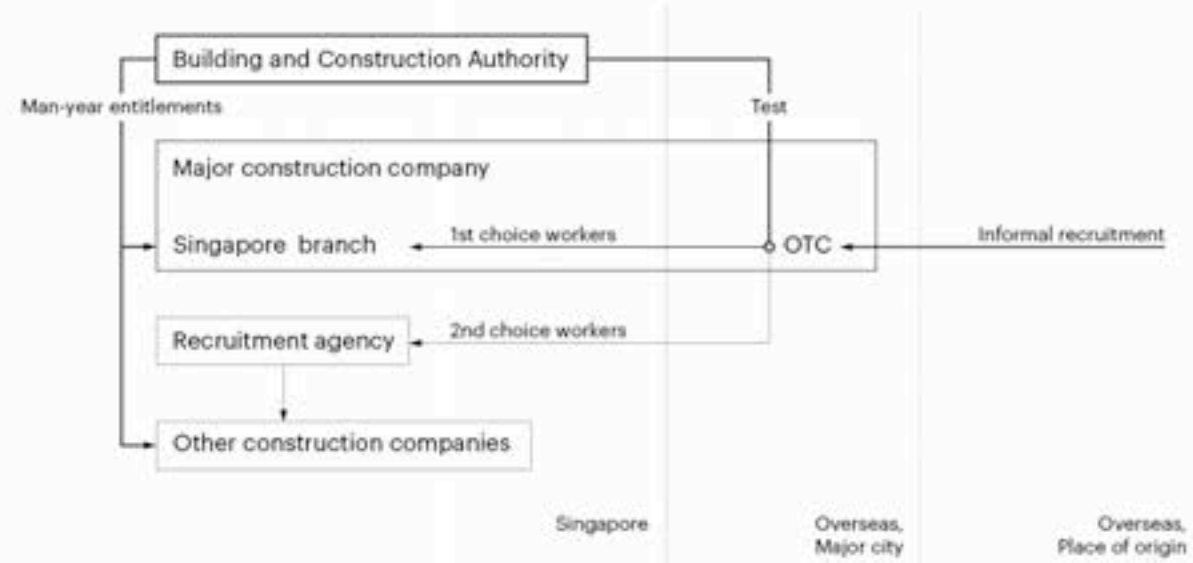 Building and Construction Authority
Man-year entitlements
Test
Major construction company
Singapore branch
1st choice workers
OTC
Informal recruitment
Recruitment agency
2nd choice workers
Other construction companies
Singapore
Overseas,
Major city
Overseas,
Place of origin